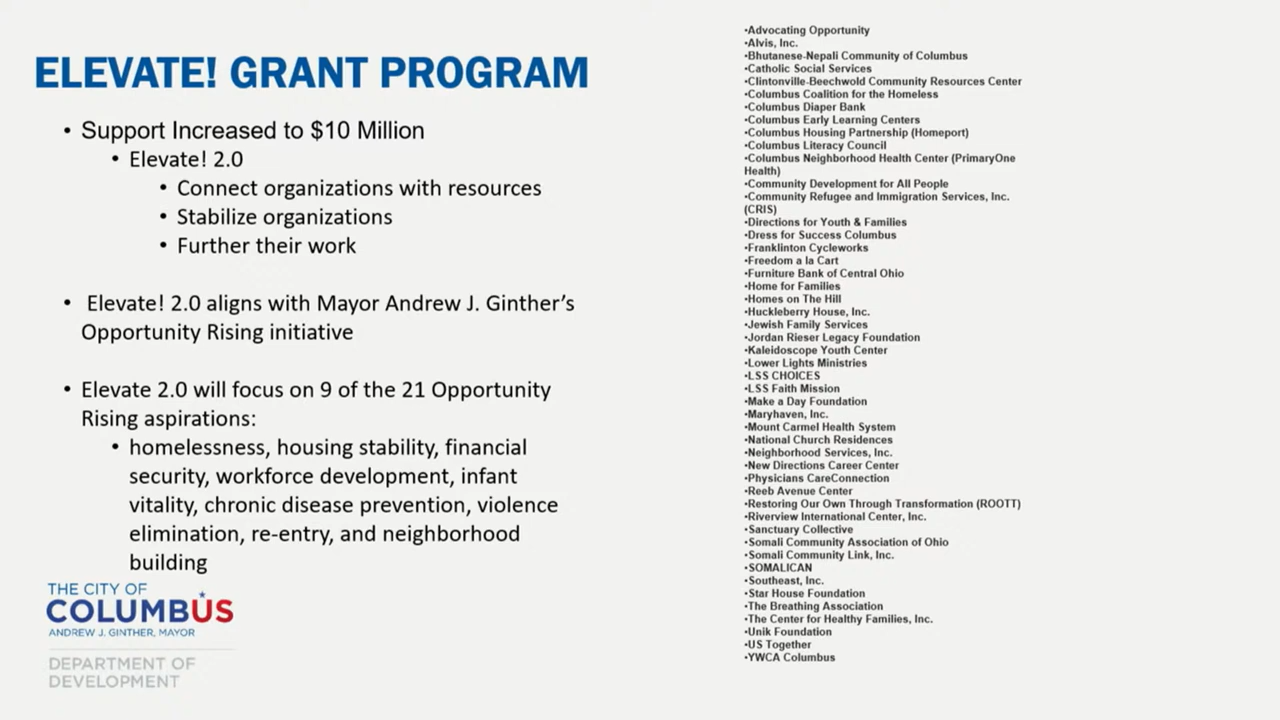 ELEVATE! GRANT PROGRAM
• Support Increased to $10 Million
• Elevate! 2.0
• Connect organizations with resources
• Stabilize organizations
• Further their work
• Elevate! 2.0 aligns with Mayor Andrew J. Ginther’s
Opportunity Rising initiative
• Elevate 2.0 will focus on 9 of the 21 Opportunity
Rising aspirations:
• homelessness, housing stability, financial
security, workforce development, infant
vitality, chronic disease prevention, violence
elimination, re-entry, and neighborhood
building
THE CITY OF
COLUMBUS
ANDREW J. GINTHER, MAYOR
DEPARTMENT OF
DEVELOPMENT
•Advocating Opportunity
•Alvis, Inc.
•Bhutanese-Nepali Community of Columbus
•Catholic Social Services
•Clintonville-Beechwold Community Resources Center
•Columbus Coalition for the Homeless
•Columbus Diaper Bank
•Columbus Early Learning Centers
•Columbus Housing Partnership (Homeport)
•Columbus Literacy Council
•Columbus Neighborhood Health Center (PrimaryOne
Health)
•Community Development for All People
•Community Refugee and Immigration Services, Inc.
(CRIS)
•Directions for Youth & Families
•Dress for Success Columbus
•Franklinton Cycleworks
•Freedom a la Cart
•Furniture Bank of Central Ohio
•Home for Families
•Homes on The Hill
•Huckleberry House, Inc.
•Jewish Family Services
•Jordan Rieser Legacy Foundation
•Kaleidoscope Youth Center
•Lower Lights Ministries
•LSS CHOICES
•LSS Faith Mission
•Make a Day Foundation
•Maryhaven, Inc.
•Mount Carmel Health System
•National Church Residences
•Neighborhood Services, Inc.
•New Directions Career Center
•Physicians CareConnection
•Reeb Avenue Center
•Restoring Our Own Through Transformation (ROOTT)
•Riverview International Center, Inc.
•Sanctuary Collective
•Somali Community Association of Ohio
•Somali Community Link, Inc.
•SOMALICAN
•Southeast, Inc.
•Star House Foundation
•The Breathing Association
•The Center for Healthy Families, Inc.
•Unik Foundation
•US Together
•YWCA Columbus